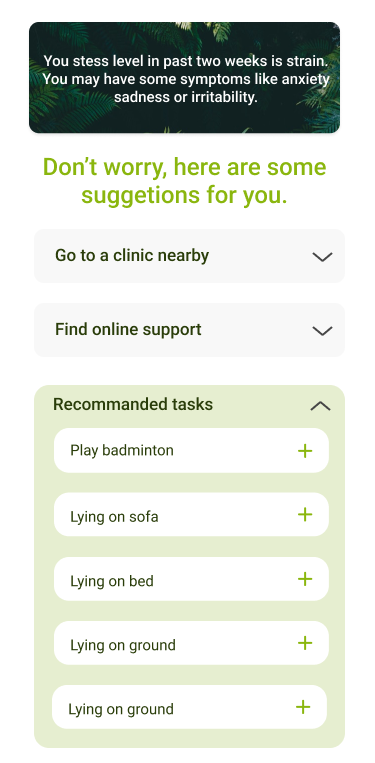 You stess level in past two weeks is strain.
You may have some symptoms like anxiety
sadness or irritability.
Don't worry, here are some
suggetions for you.
Go to a clinic nearby
Find online support
Recommanded tasks
Play badminton
Lying on sofa
Lying on bed
Lying on ground
Lying on ground